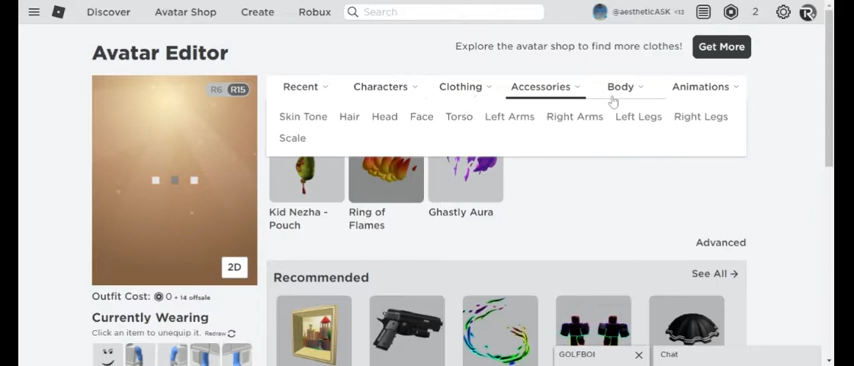 Discover Avatar Shop Create Robux Search @aestheticASK <13 2
Avatar Editor
Explore the avatar shop to find more clothes! Get More
R6 R15
Recent Characters Clothing Accessories Body Animations
Skin Tone Hair Head Face Torso Left Arms Right Arms Left Legs Right Legs
Scale
Kid Nezha - Pouch
Ring of Flames
Ghastly Aura
Advanced
2D
Recommended
See All →
Outfit Cost: 0 + 14 offsale
Currently Wearing
Click an item to unequip it. Redraw
GOLFBOI
Chat